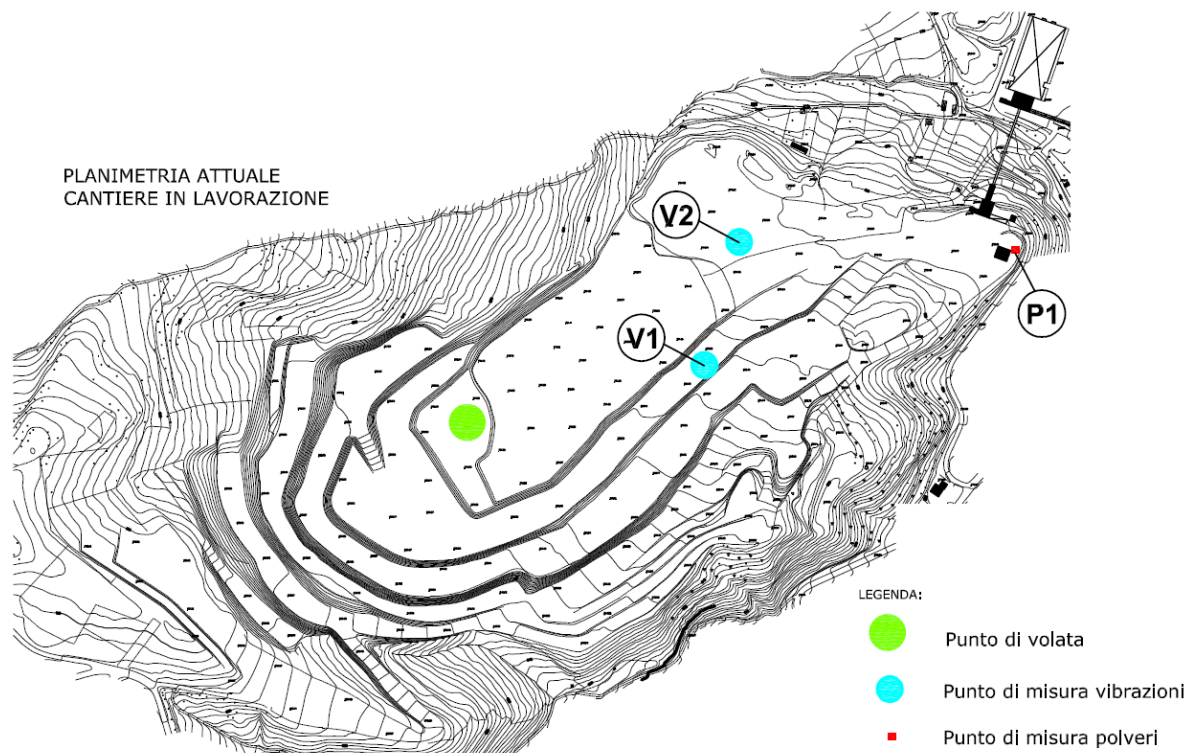 PLANIMETRIA ATTUALE
CANTIERE IN LAVORAZIONE
V2
V1
P1
LEGENDA:
Punto di volata
Punto di misura vibrazioni
Punto di misura polveri